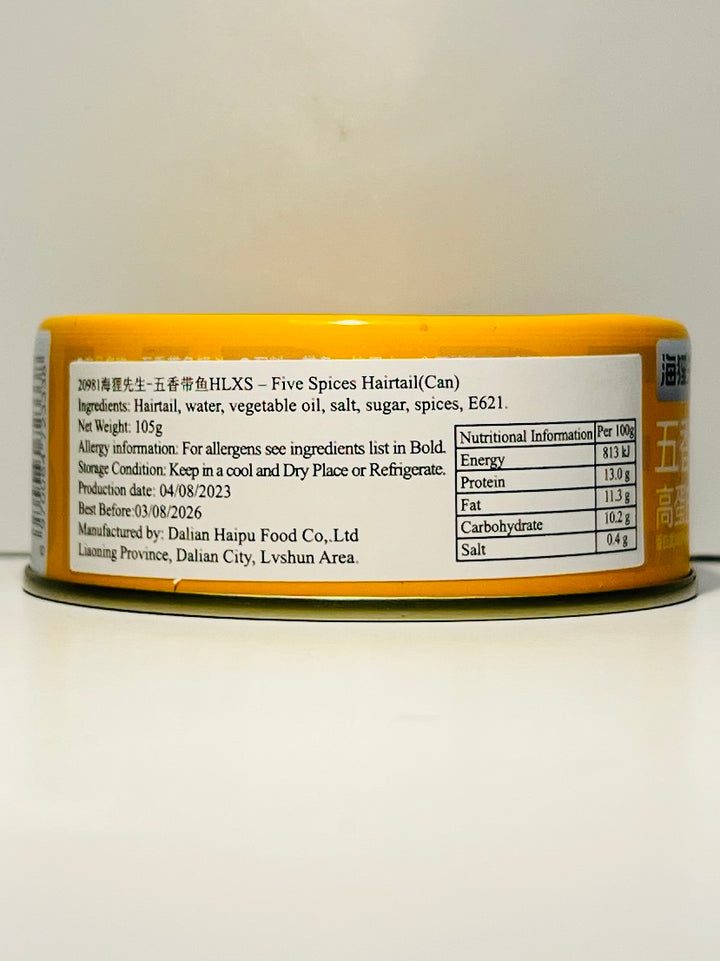 20981海狸先生-五香带鱼HLXS – Five Spices Hairtail(Can)
Ingredients: Hairtail, water, vegetable oil, salt, sugar, spices, E621.
Net Weight: 105g
Allergy information: For allergens see ingredients list in Bold.
Storage Condition: Keep in a cool and Dry Place or Refrigerate.
Production date: 04/08/2023
Best Before:03/08/2026
Manufactured by: Dalian Haipu Food Co,.Ltd
Liaoning Province, Dalian City, Lvshun Area.
Nutritional Information Per 100g
Energy 813 kJ
Protein 13.0 g
Fat 11.3 g
Carbohydrate 10.2 g
Salt 0.4 g
海狸
五香
高蛋